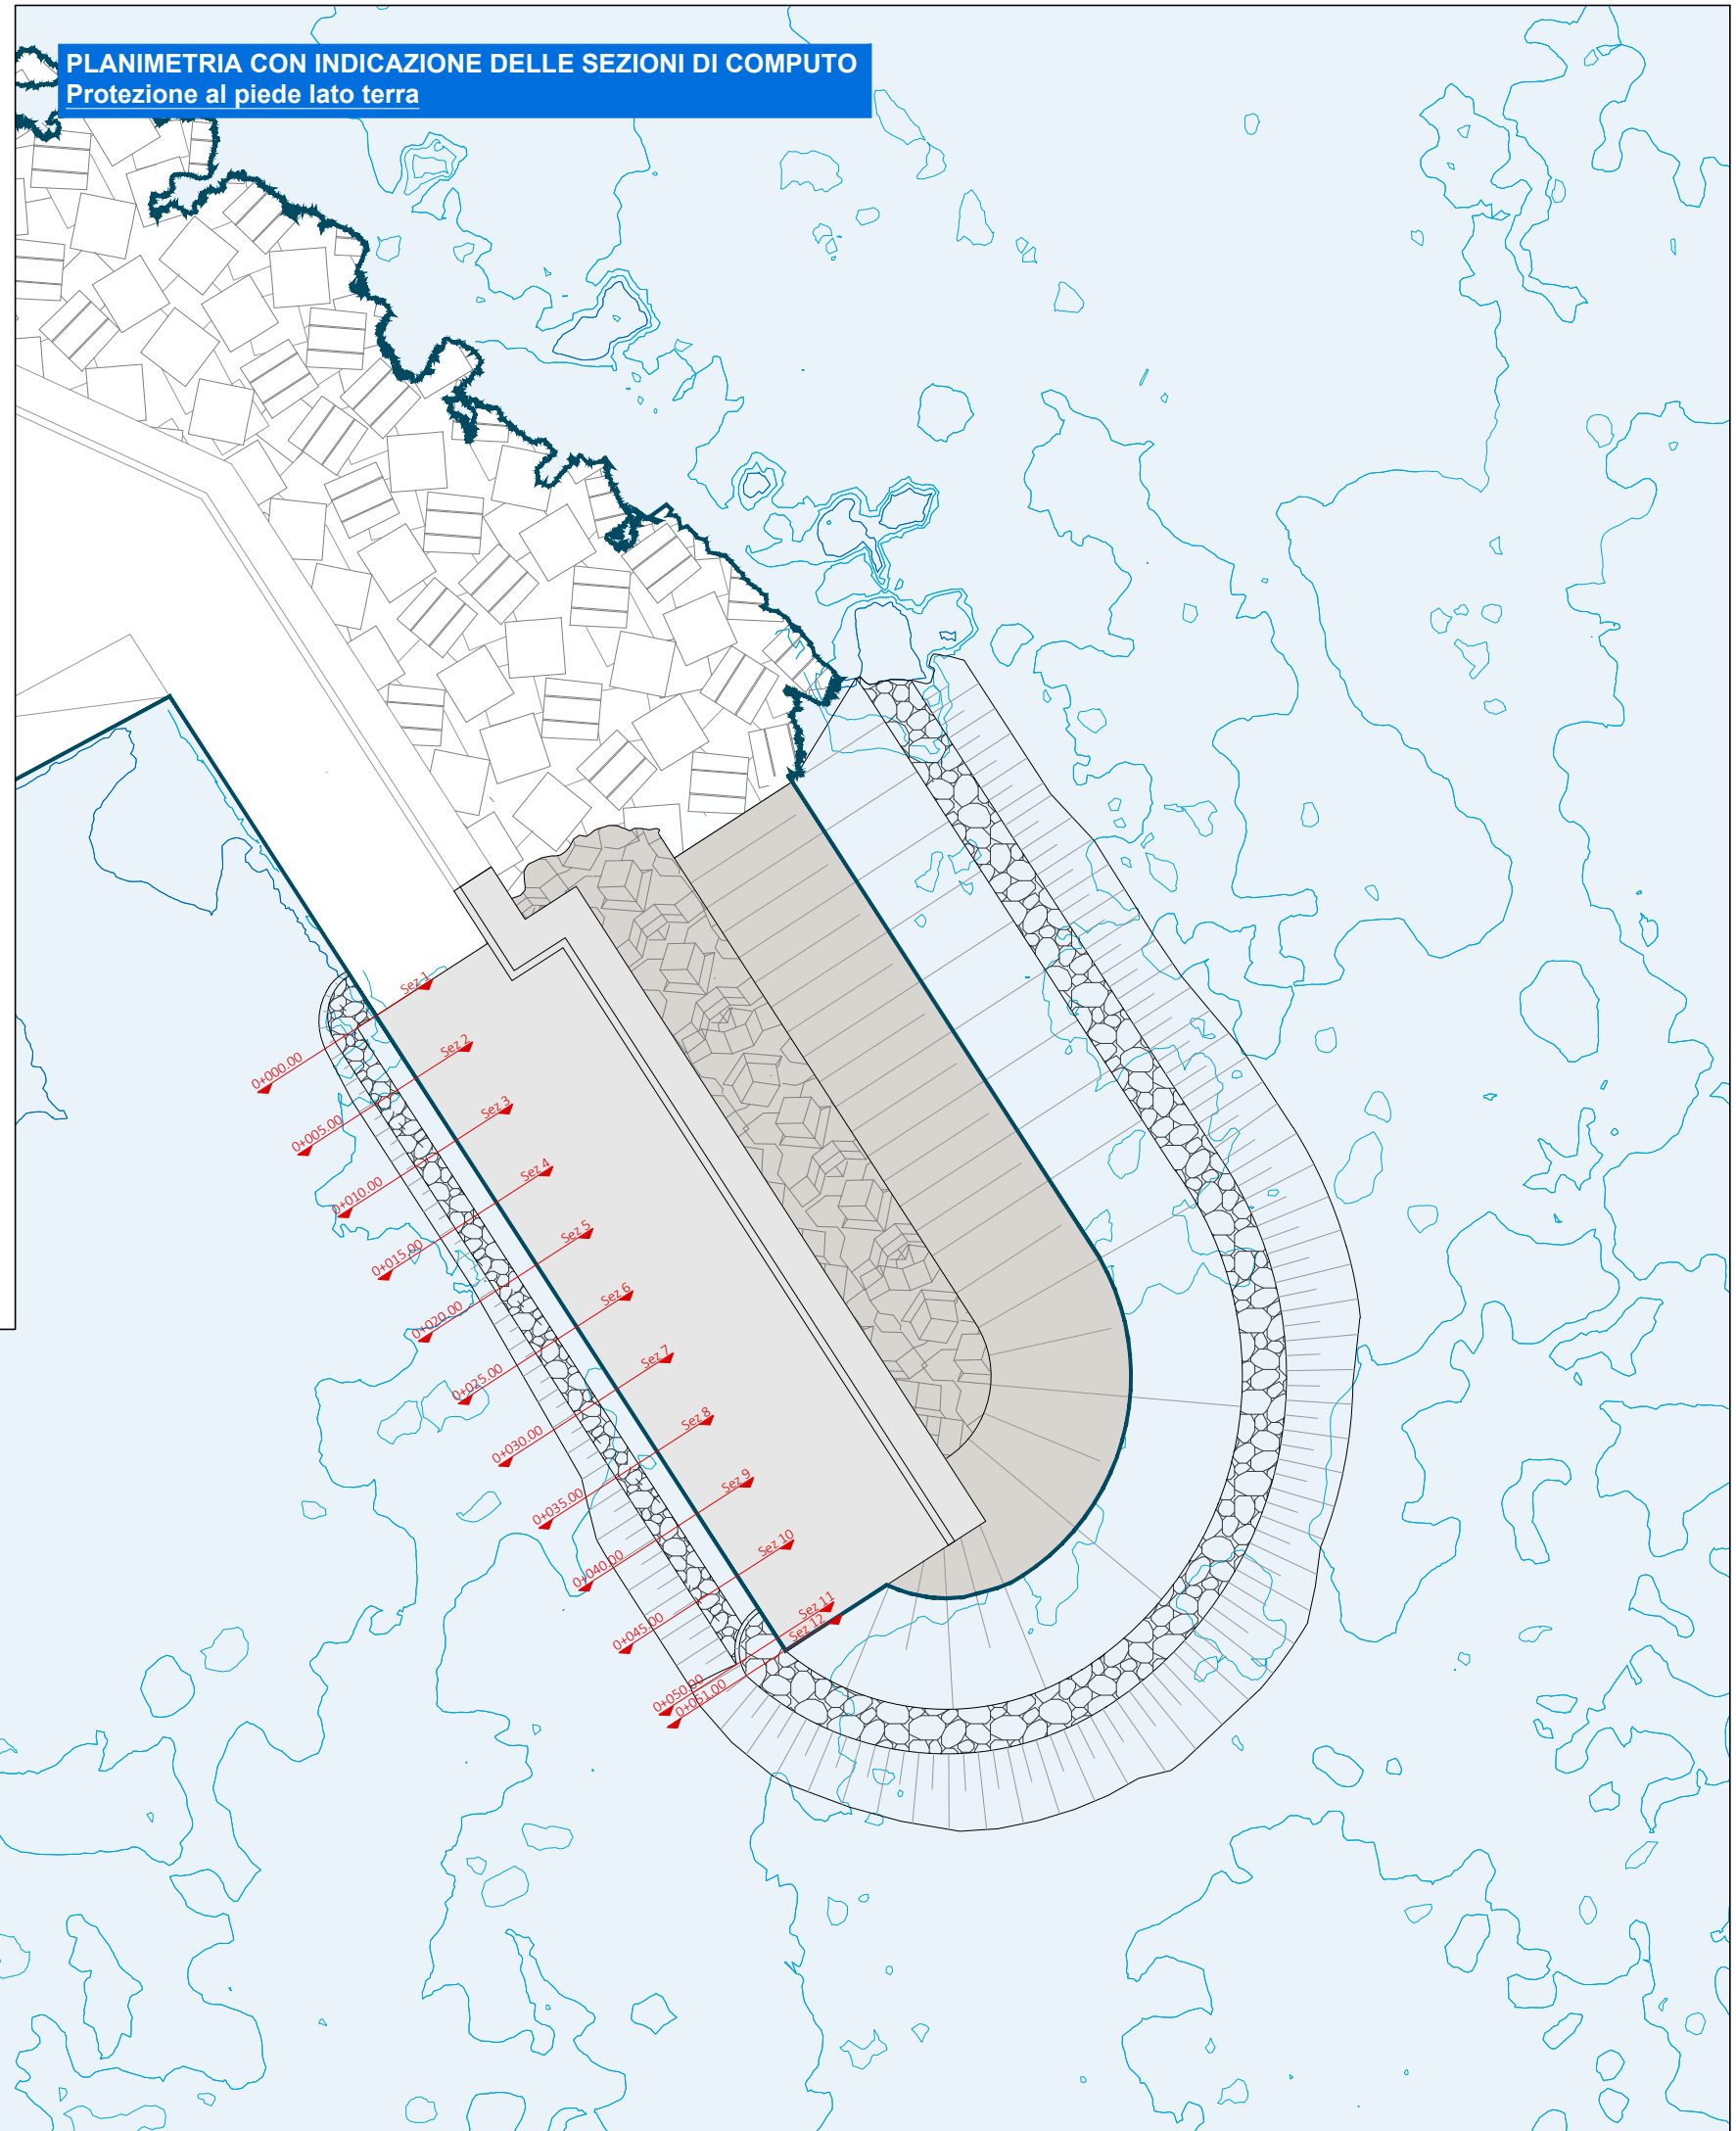 PLANIMETRIA CON INDICAZIONE DELLE SEZIONI DI COMPUTO
Protezione al piede lato terra
Sez 1
0+000.00
Sez 2
0+005.00
Sez 3
0+010.00
Sez 4
0+015.00
Sez 5
0+020.00
Sez 6
0+025.00
Sez 7
0+030.00
Sez 8
0+035.00
Sez 9
0+040.00
Sez 10
0+045.00
Sez 11
0+050.00
Sez 12
0+051.00